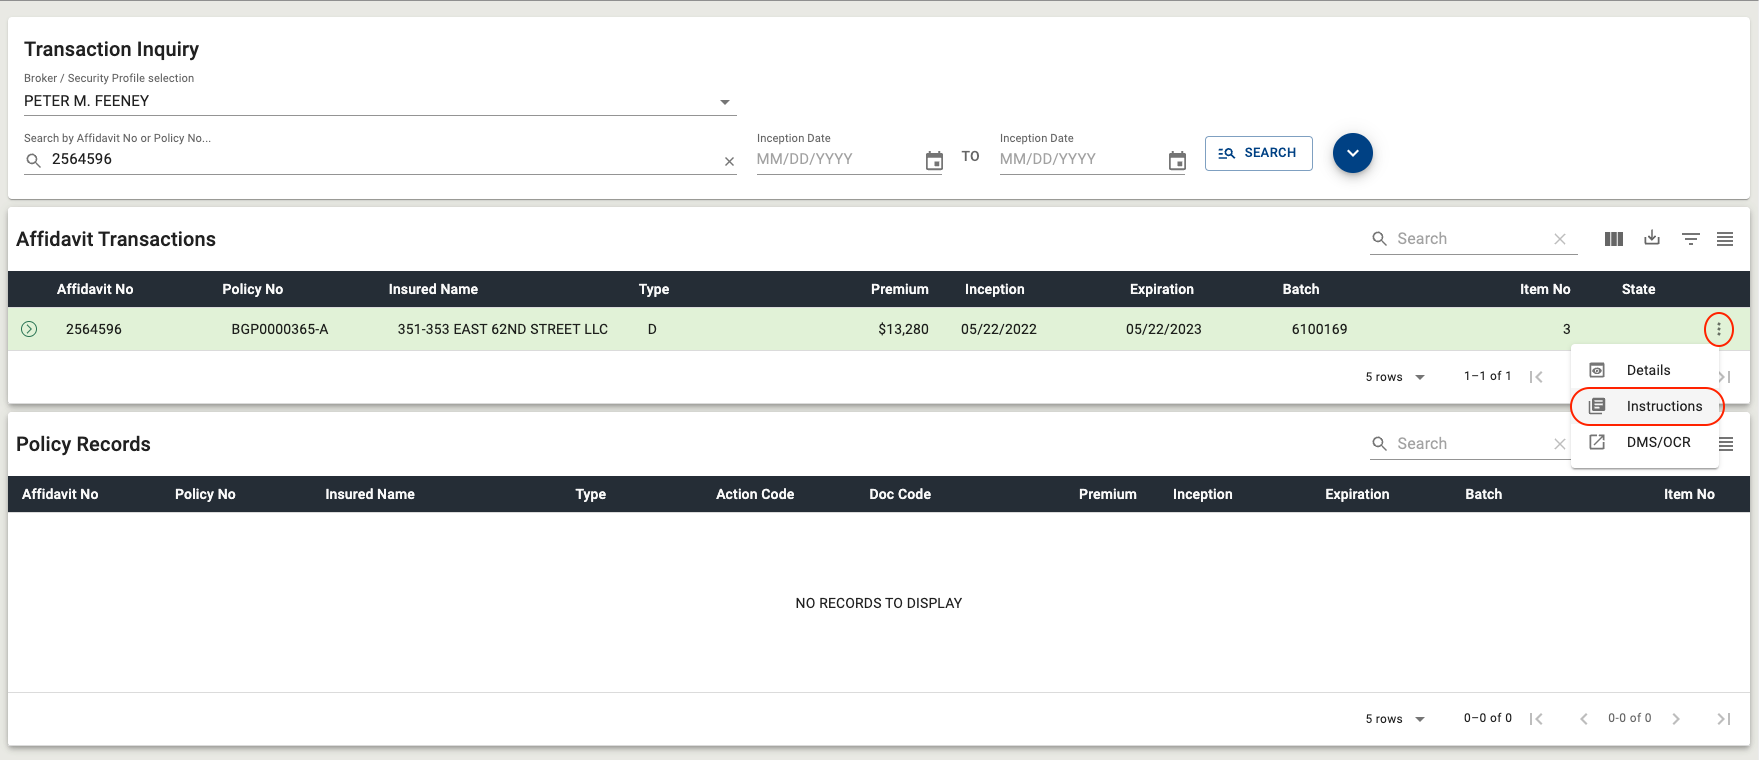 Transaction Inquiry
Broker / Security Profile selection
PETER M. FEENEY
Search by Affidavit No or Policy No... Inception Date Inception Date
2564596 MM/DD/YYYY TO MM/DD/YYYY SEARCH
Affidavit Transactions Search
Affidavit No Policy No Insured Name Type Premium Inception Expiration Batch Item No State
2564596 BGP0000365-A 351-353 EAST 62ND STREET LLC D $13,280 05/22/2022 05/22/2023 6100169 3
5 rows 1–1 of 1
Details
Instructions
DMS/OCR
Policy Records Search
Affidavit No Policy No Insured Name Type Action Code Doc Code Premium Inception Expiration Batch Item No
NO RECORDS TO DISPLAY
5 rows 0–0 of 0 0-0 of 0